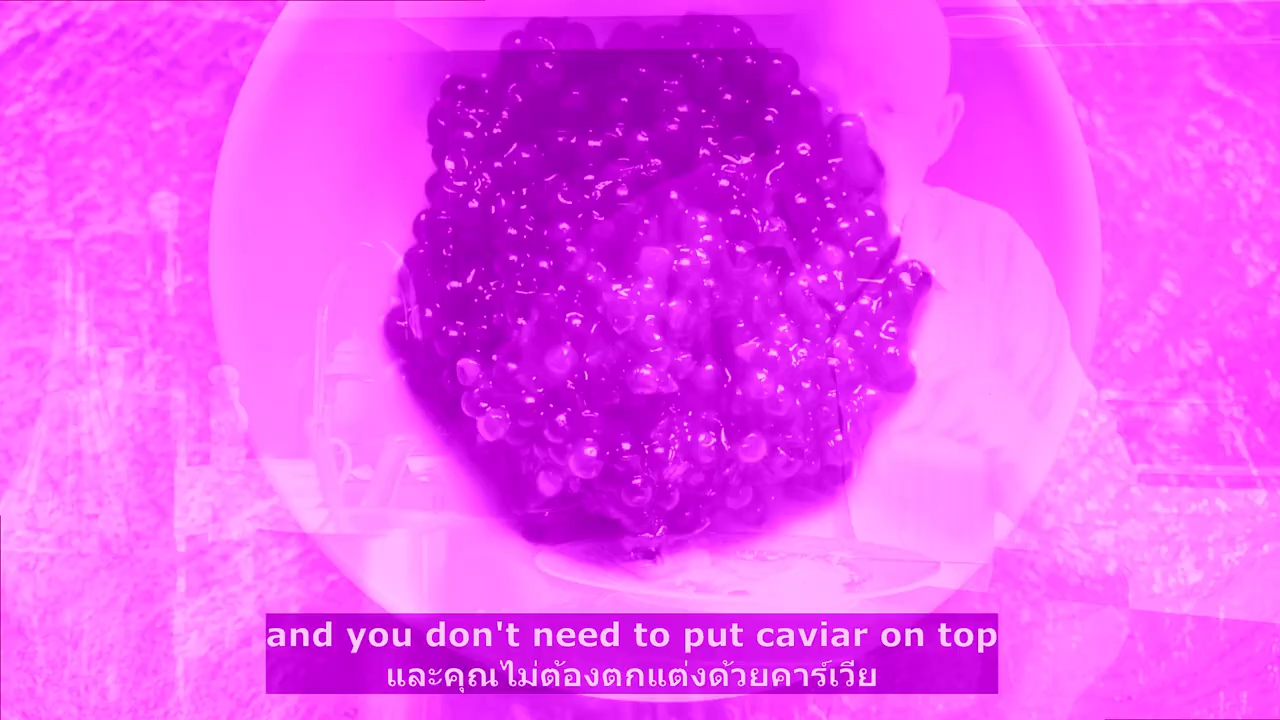 and you don't need to put caviar on top
และคุณไม่ต้องตกแต่งด้วยคาร์เวีย